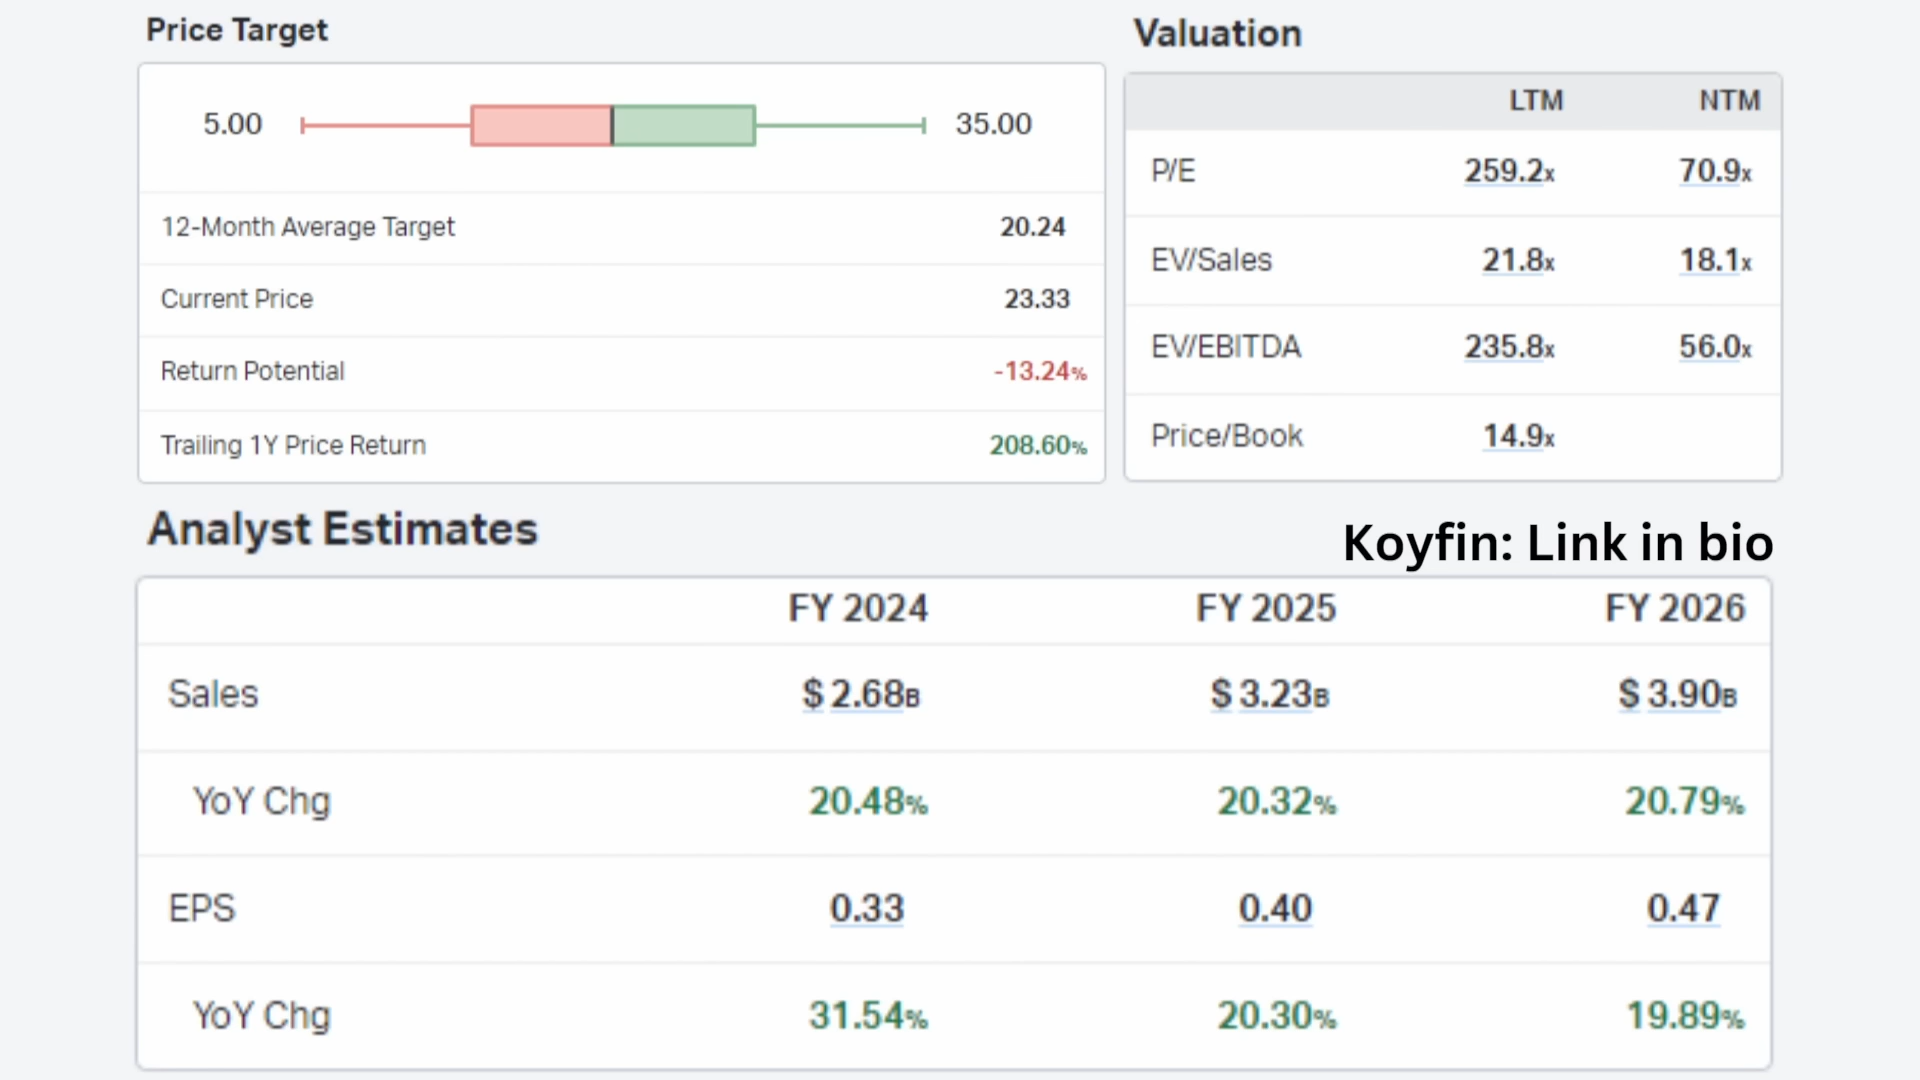 Price Target
5.00 35.00
12-Month Average Target 20.24
Current Price 23.33
Return Potential -13.24%
Trailing 1Y Price Return 208.60%
Valuation
LTM NTM
P/E 259.2x 70.9x
EV/Sales 21.8x 18.1x
EV/EBITDA 235.8x 56.0x
Price/Book 14.9x
Analyst Estimates
Koyfin: Link in bio
FY 2024 FY 2025 FY 2026
Sales $ 2.68B $ 3.23B $ 3.90B
YoY Chg 20.48% 20.32% 20.79%
EPS 0.33 0.40 0.47
YoY Chg 31.54% 20.30% 19.89%